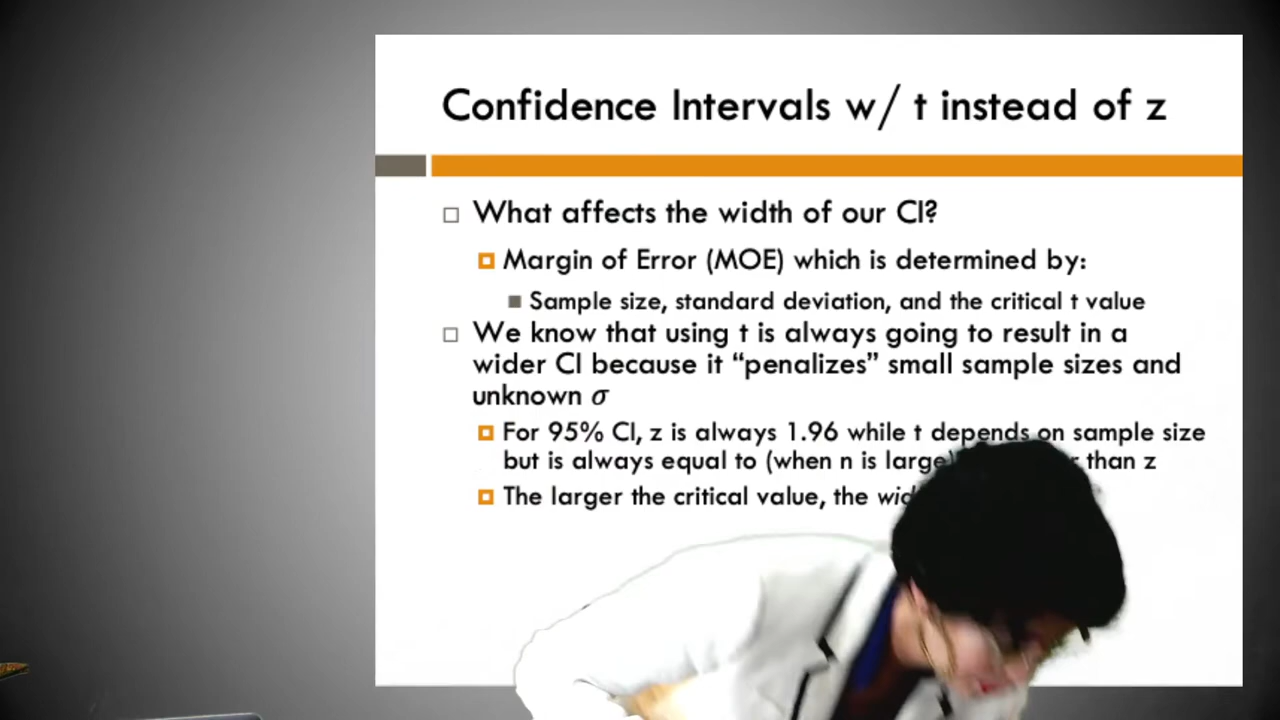 Confidence Intervals w/ t instead of z
What affects the width of our CI?
Margin of Error (MOE) which is determined by:
Sample size, standard deviation, and the critical t value
We know that using t is always going to result in a
wider CI because it “penalizes” small sample sizes and
unknown σ
For 95% CI, z is always 1.96 while t depends on sample size
but is always equal to (when n is large) than z
The larger the critical value, the